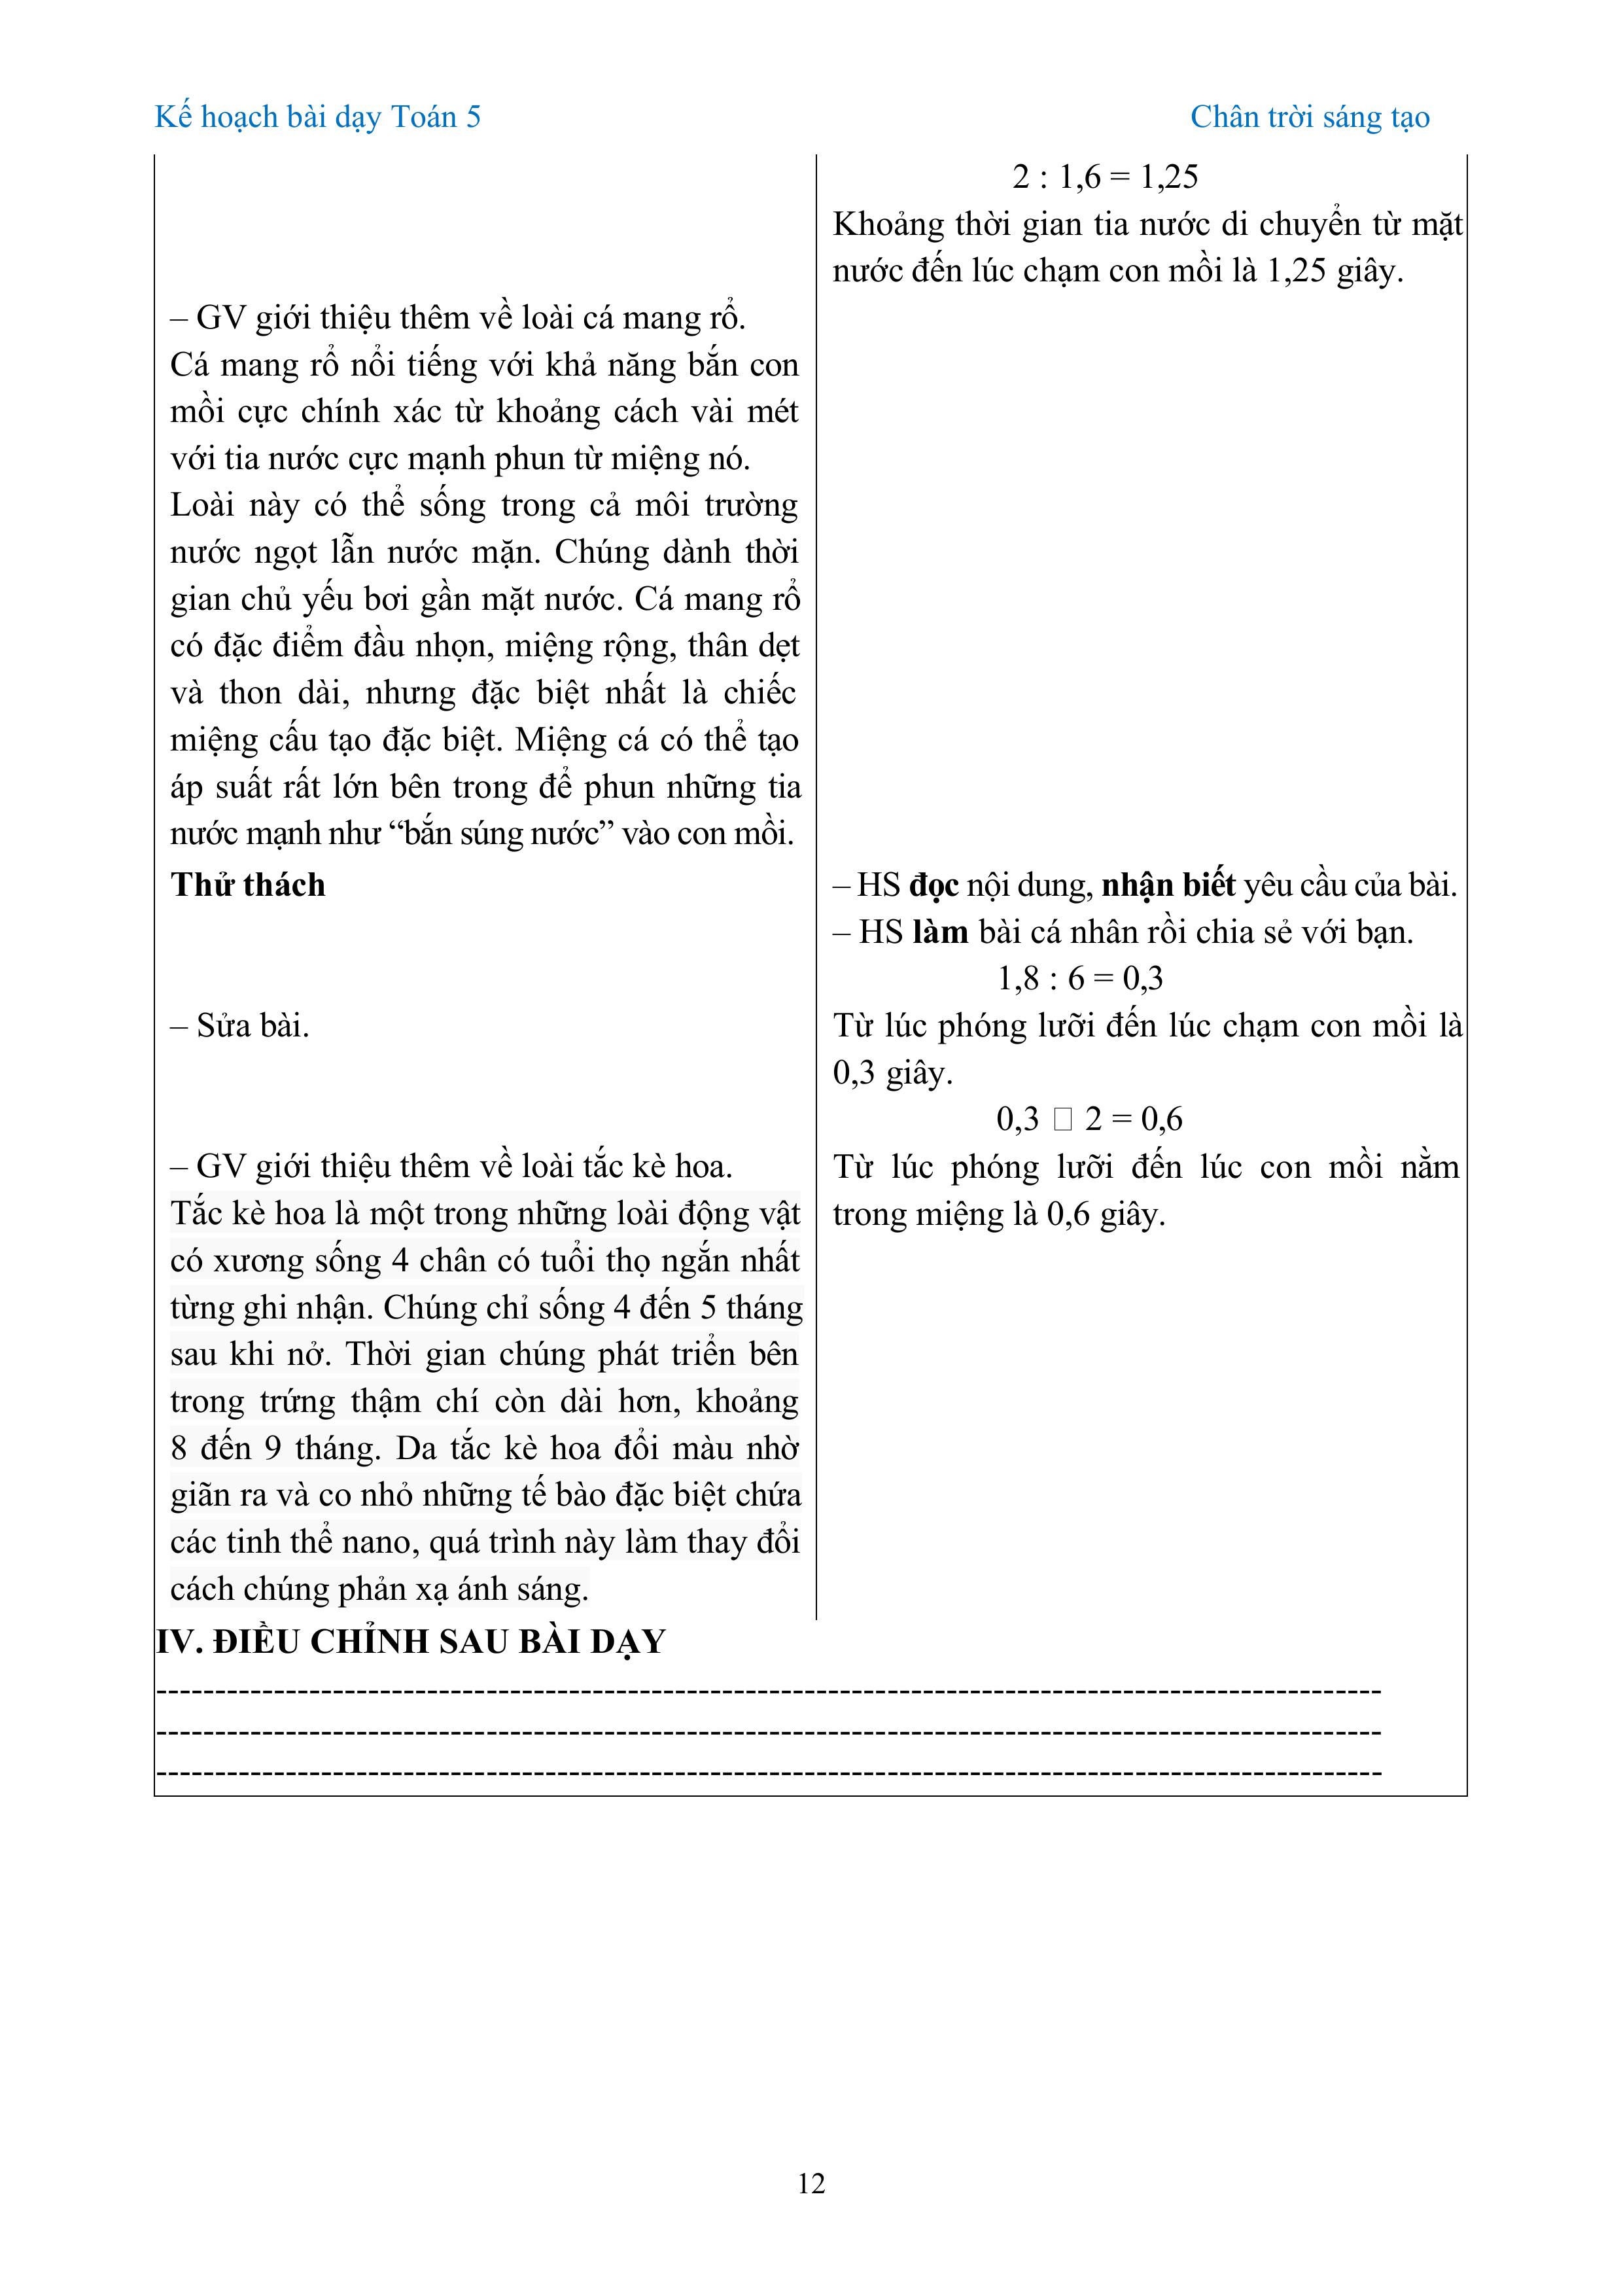 Kế hoạch bài dạy Toán 5 Chân trời sáng tạo
2 : 1,6 = 1,25
Khoảng thời gian tia nước di chuyển từ mặt
nước đến lúc chạm con mồi là 1,25 giây.
– GV giới thiệu thêm về loài cá mang rổ.
Cá mang rổ nổi tiếng với khả năng bắn con
mồi cực chính xác từ khoảng cách vài mét
với tia nước cực mạnh phun từ miệng nó.
Loài này có thể sống trong cả môi trường
nước ngọt lẫn nước mặn. Chúng dành thời
gian chủ yếu bơi gần mặt nước. Cá mang rổ
có đặc điểm đầu nhọn, miệng rộng, thân dẹt
và thon dài, nhưng đặc biệt nhất là chiếc
miệng cấu tạo đặc biệt. Miệng cá có thể tạo
áp suất rất lớn bên trong để phun những tia
nước mạnh như “bắn súng nước” vào con mồi.
Thử thách
– Sửa bài.
– GV giới thiệu thêm về loài tắc kè hoa.
Tắc kè hoa là một trong những loài động vật
có xương sống 4 chân có tuổi thọ ngắn nhất
từng ghi nhận. Chúng chỉ sống 4 đến 5 tháng
sau khi nở. Thời gian chúng phát triển bên
trong trứng thậm chí còn dài hơn, khoảng
8 đến 9 tháng. Da tắc kè hoa đổi màu nhờ
giãn ra và co nhỏ những tế bào đặc biệt chứa
các tinh thể nano, quá trình này làm thay đổi
cách chúng phản xạ ánh sáng.
– HS đọc nội dung, nhận biết yêu cầu của bài.
– HS làm bài cá nhân rồi chia sẻ với bạn.
1,8 : 6 = 0,3
Từ lúc phóng lưỡi đến lúc chạm con mồi là
0,3 giây.
0,3 □ 2 = 0,6
Từ lúc phóng lưỡi đến lúc con mồi nằm
trong miệng là 0,6 giây.
IV. ĐIỀU CHỈNH SAU BÀI DẠY
12